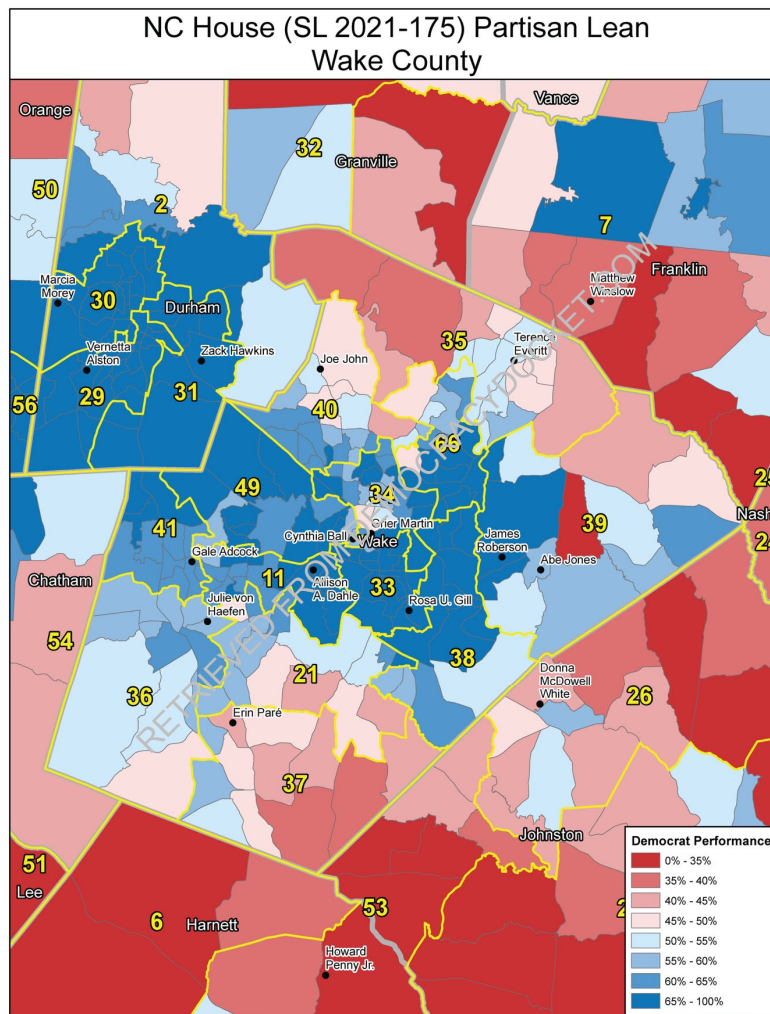 NC House (SL 2021-175) Partisan Lean
Wake County
Orange
Vance
32
Granville
50
2
7
Franklin
Marcia
Morey
30
Durham
Matthew
Winslow
Vernetta
Alston
Zack Hawkins
35
Terence
Everitt
Joe John
56
29
31
40
66
49
34
41
39
Nash
Cynthia Ball
Grier Martin
Wake
James
Roberson
Gale Adcock
Abe Jones
Chatham
11
Allison
A. Dahle
33
Julie von
Haefen
Rosa U. Gill
54
38
21
Donna
McDowell
White
36
26
Erin Paré
37
Johnston
51
Lee
6
Harnett
53
Howard
Penny Jr.
RETRIEVED FROM DEMOCRACYDOCKET.COM
Democrat Performance
0% - 35%
35% - 40%
40% - 45%
45% - 50%
50% - 55%
55% - 60%
60% - 65%
65% - 100%